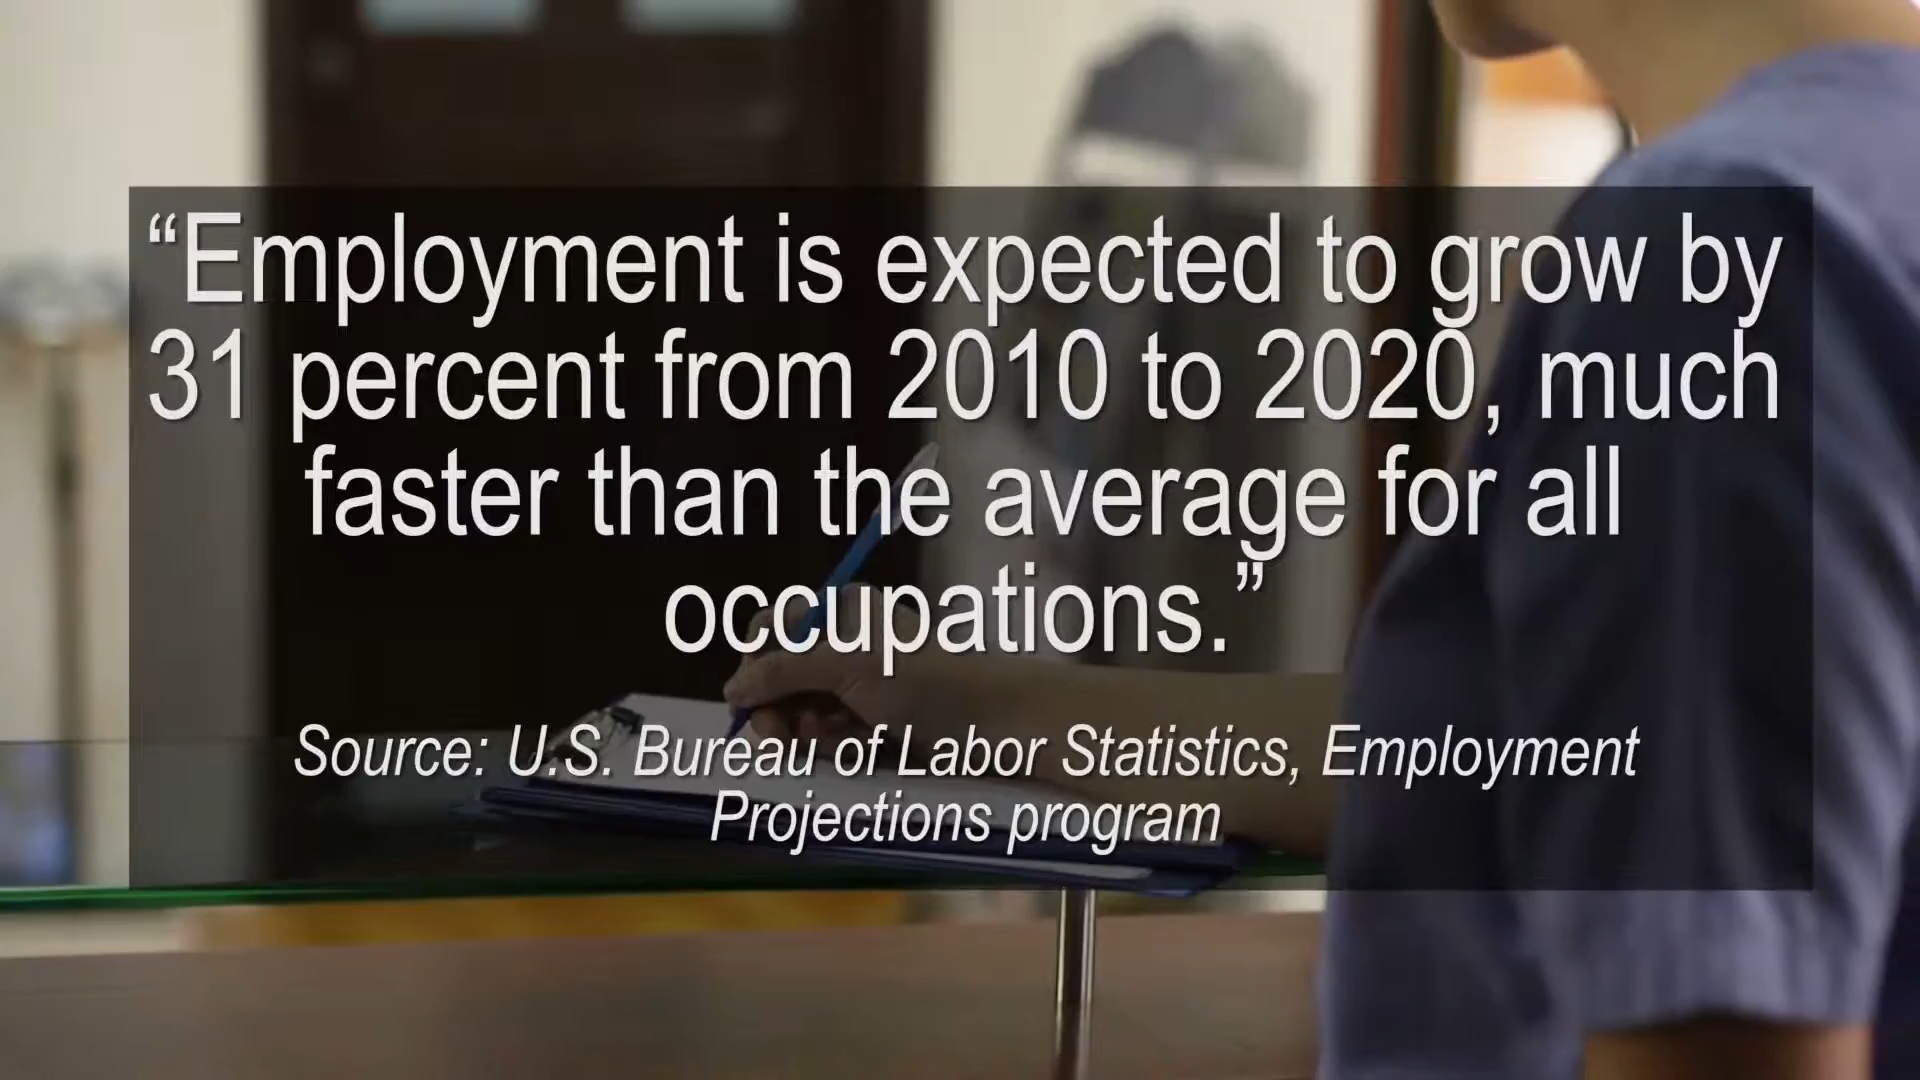 “Employment is expected to grow by
31 percent from 2010 to 2020, much
faster than the average for all
occupations.”
Source: U.S. Bureau of Labor Statistics, Employment
Projections program